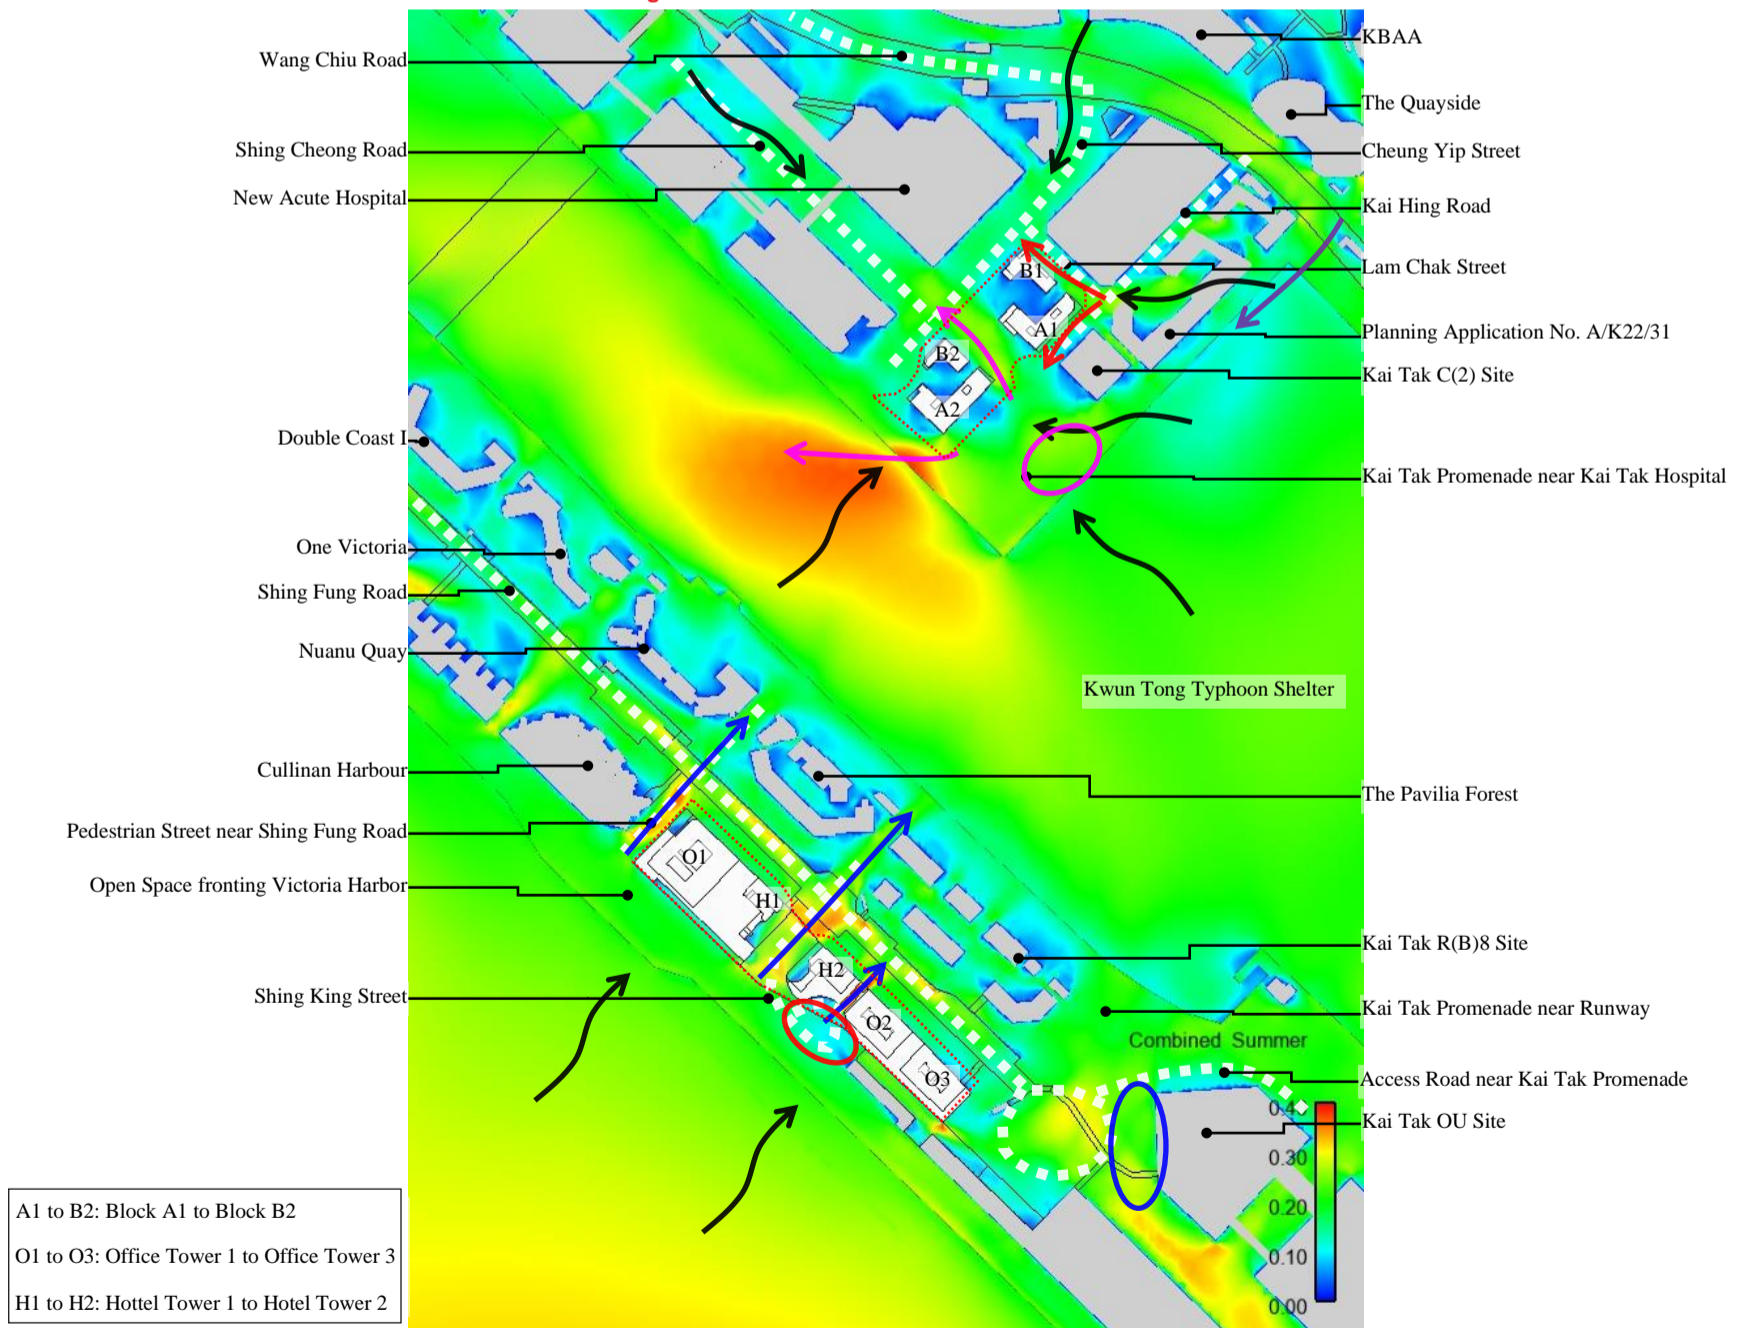 Wang Chiu Road
Shing Cheong Road
New Acute Hospital
Double Coast I
One Victoria
Shing Fung Road
Nuanu Quay
Cullinan Harbour
Pedestrian Street near Shing Fung Road
Open Space fronting Victoria Harbor
Shing King Street
KBAA
The Quayside
Cheung Yip Street
Kai Hing Road
Lam Chak Street
Planning Application No. A/K22/31
Kai Tak C(2) Site
Kai Tak Promenade near Kai Tak Hospital
Kwun Tong Typhoon Shelter
The Pavilia Forest
Kai Tak R(B)8 Site
Kai Tak Promenade near Runway
Combined Summer
Access Road near Kai Tak Promenade
Kai Tak OU Site
B1
A1
B2
A2
O1
H1
H2
O2
O3
0.30
0.20
0.10
0.00
A1 to B2: Block A1 to Block B2
O1 to O3: Office Tower 1 to Office Tower 3
H1 to H2: Hottel Tower 1 to Hotel Tower 2